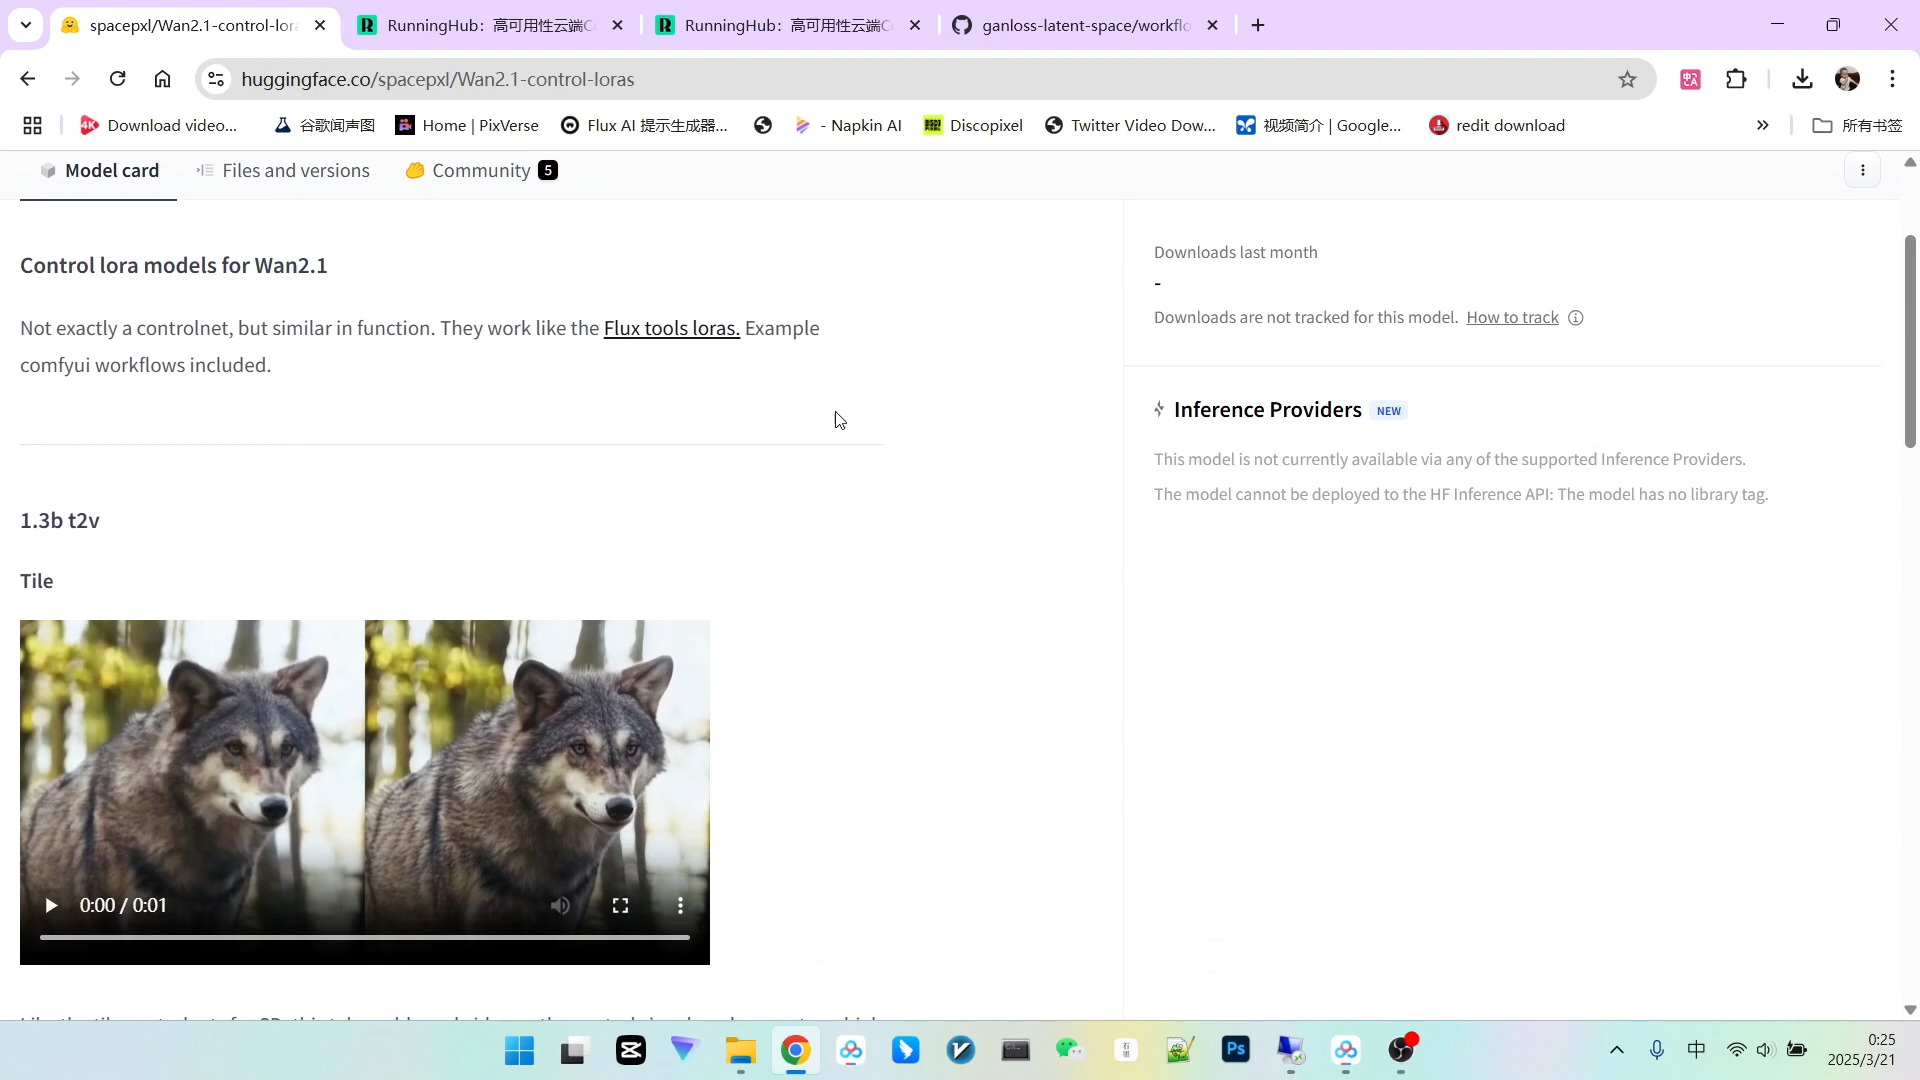 spacepxl/Wan2.1-control-lora
RunningHub：高可用性云端C
RunningHub：高可用性云端C
ganloss-latent-space/workflo
huggingface.co/spacepxl/Wan2.1-control-loras
4K
Download video...
谷歌闻声图
Home | PixVerse
Flux AI 提示生成器...
- Napkin AI
Discopixel
Twitter Video Dow...
视频简介 | Google...
redit download
所有书签
Model card
Files and versions
Community 5
Control lora models for Wan2.1
Not exactly a controlnet, but similar in function. They work like the Flux tools loras. Example
comfyui workflows included.
1.3b t2v
Tile
0:00 / 0:01
Downloads last month
-
Downloads are not tracked for this model. How to track
Inference Providers NEW
This model is not currently available via any of the supported Inference Providers.
The model cannot be deployed to the HF Inference API: The model has no library tag.
Ps
中
0:25
2025/3/21